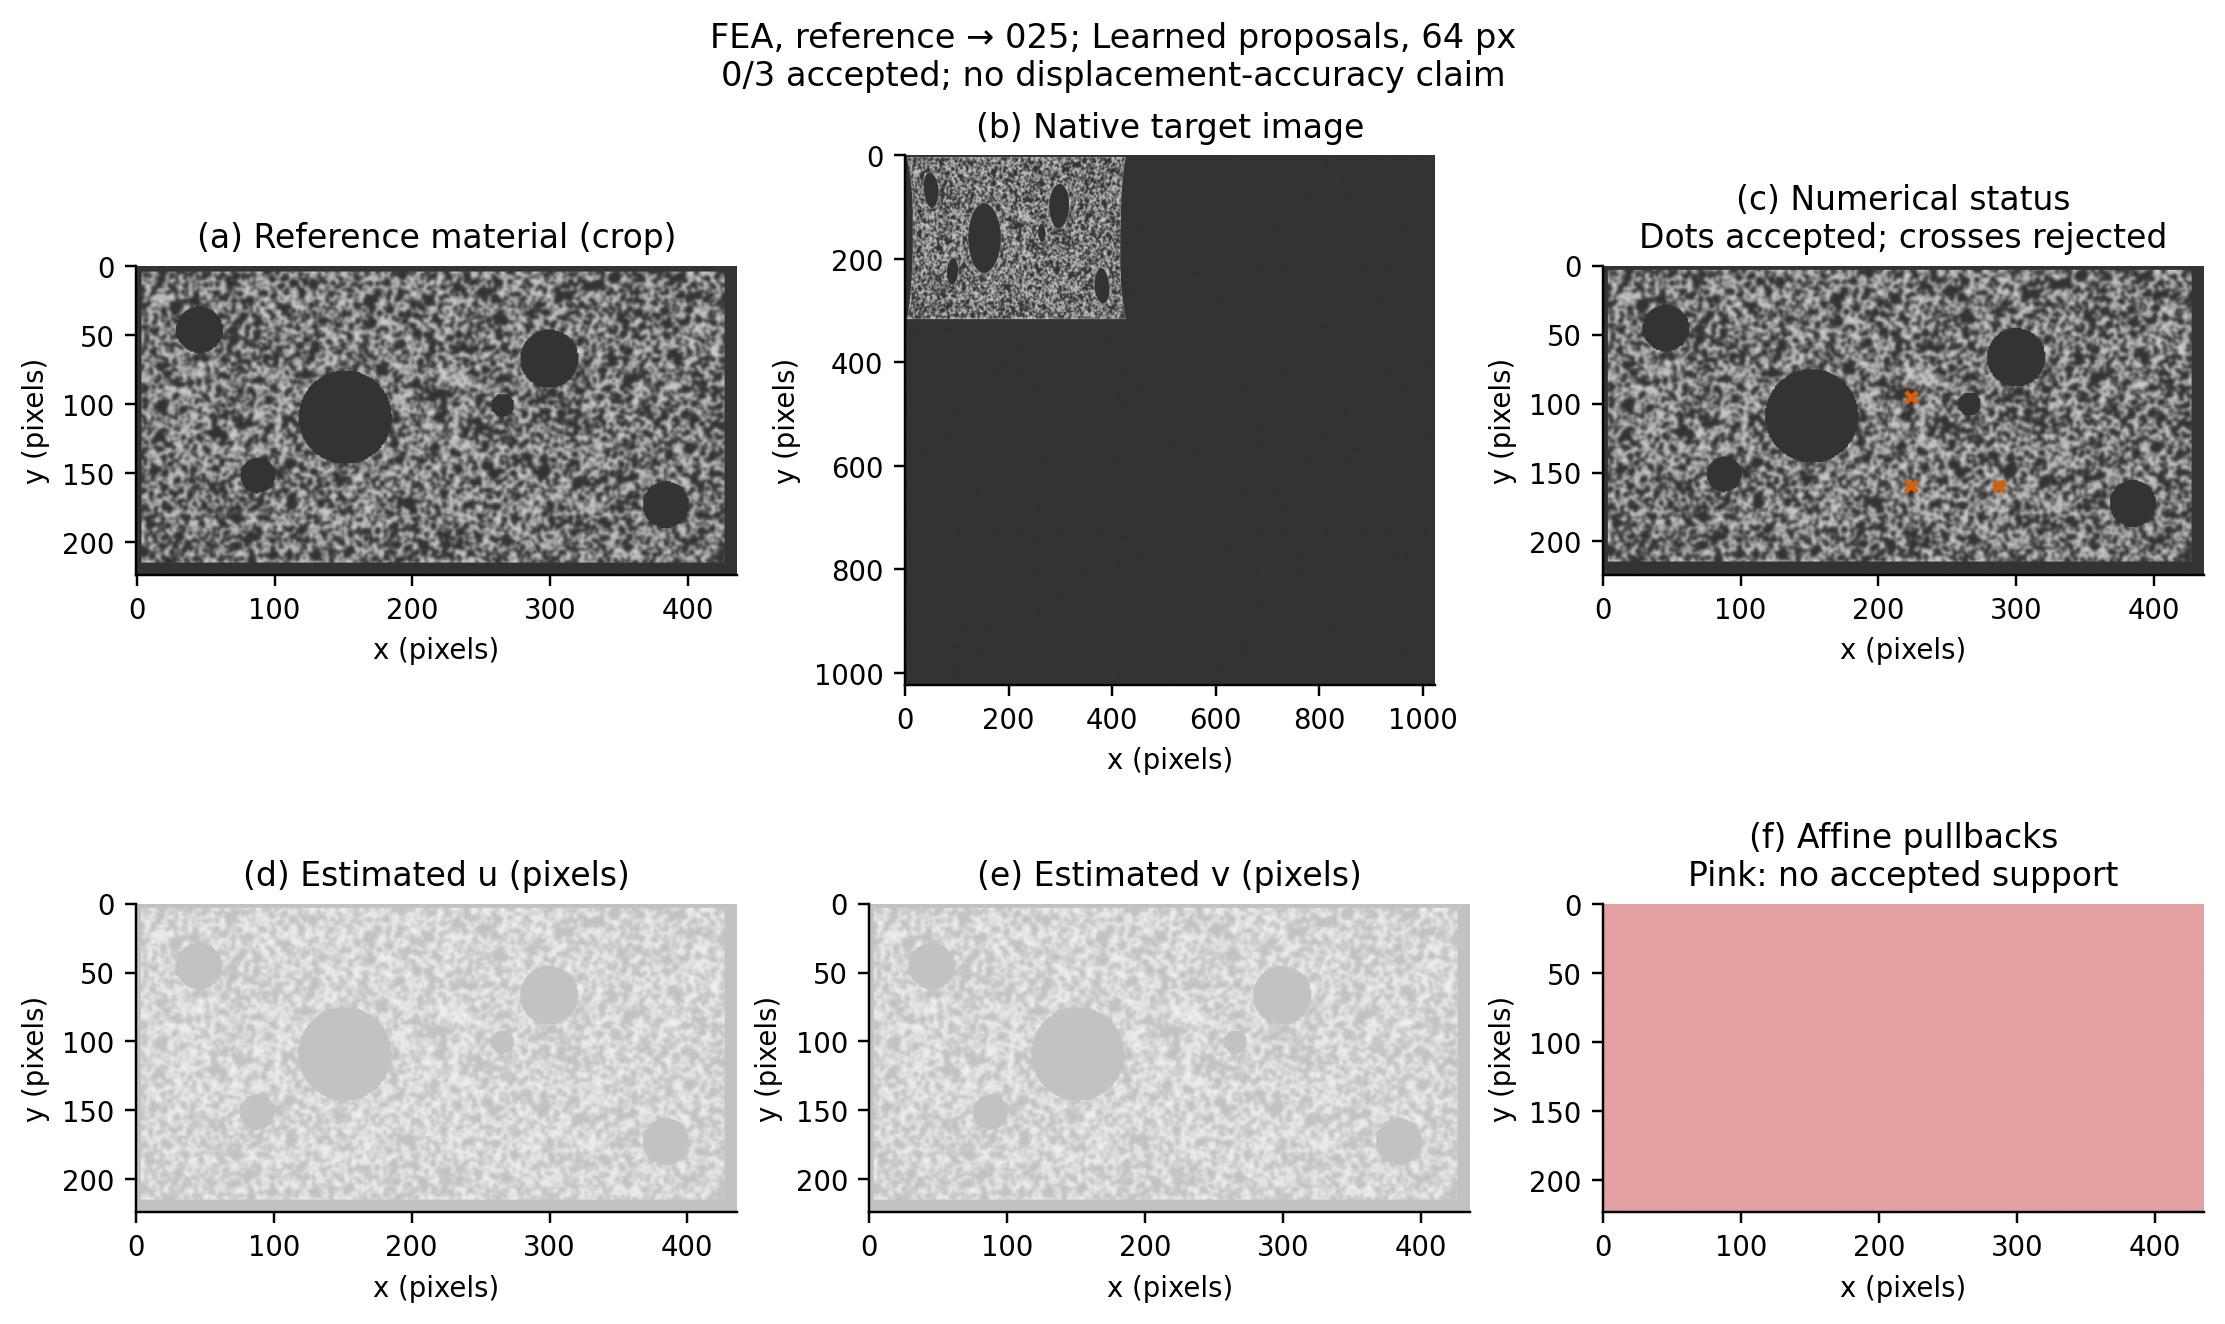 FEA, reference → 025; Learned proposals, 64 px
0/3 accepted; no displacement-accuracy claim
(a) Reference material (crop)
0
50
100
150
200
y (pixels)
0 100 200 300 400
x (pixels)
(b) Native target image
0
200
400
600
800
1000
y (pixels)
0 200 400 600 800 1000
x (pixels)
(c) Numerical status
Dots accepted; crosses rejected
0
50
100
150
200
y (pixels)
0 100 200 300 400
x (pixels)
(d) Estimated u (pixels)
0
50
100
150
200
y (pixels)
0 100 200 300 400
x (pixels)
(e) Estimated v (pixels)
0
50
100
150
200
y (pixels)
0 100 200 300 400
x (pixels)
(f) Affine pullbacks
Pink: no accepted support
0
50
100
150
200
y (pixels)
0 100 200 300 400
x (pixels)